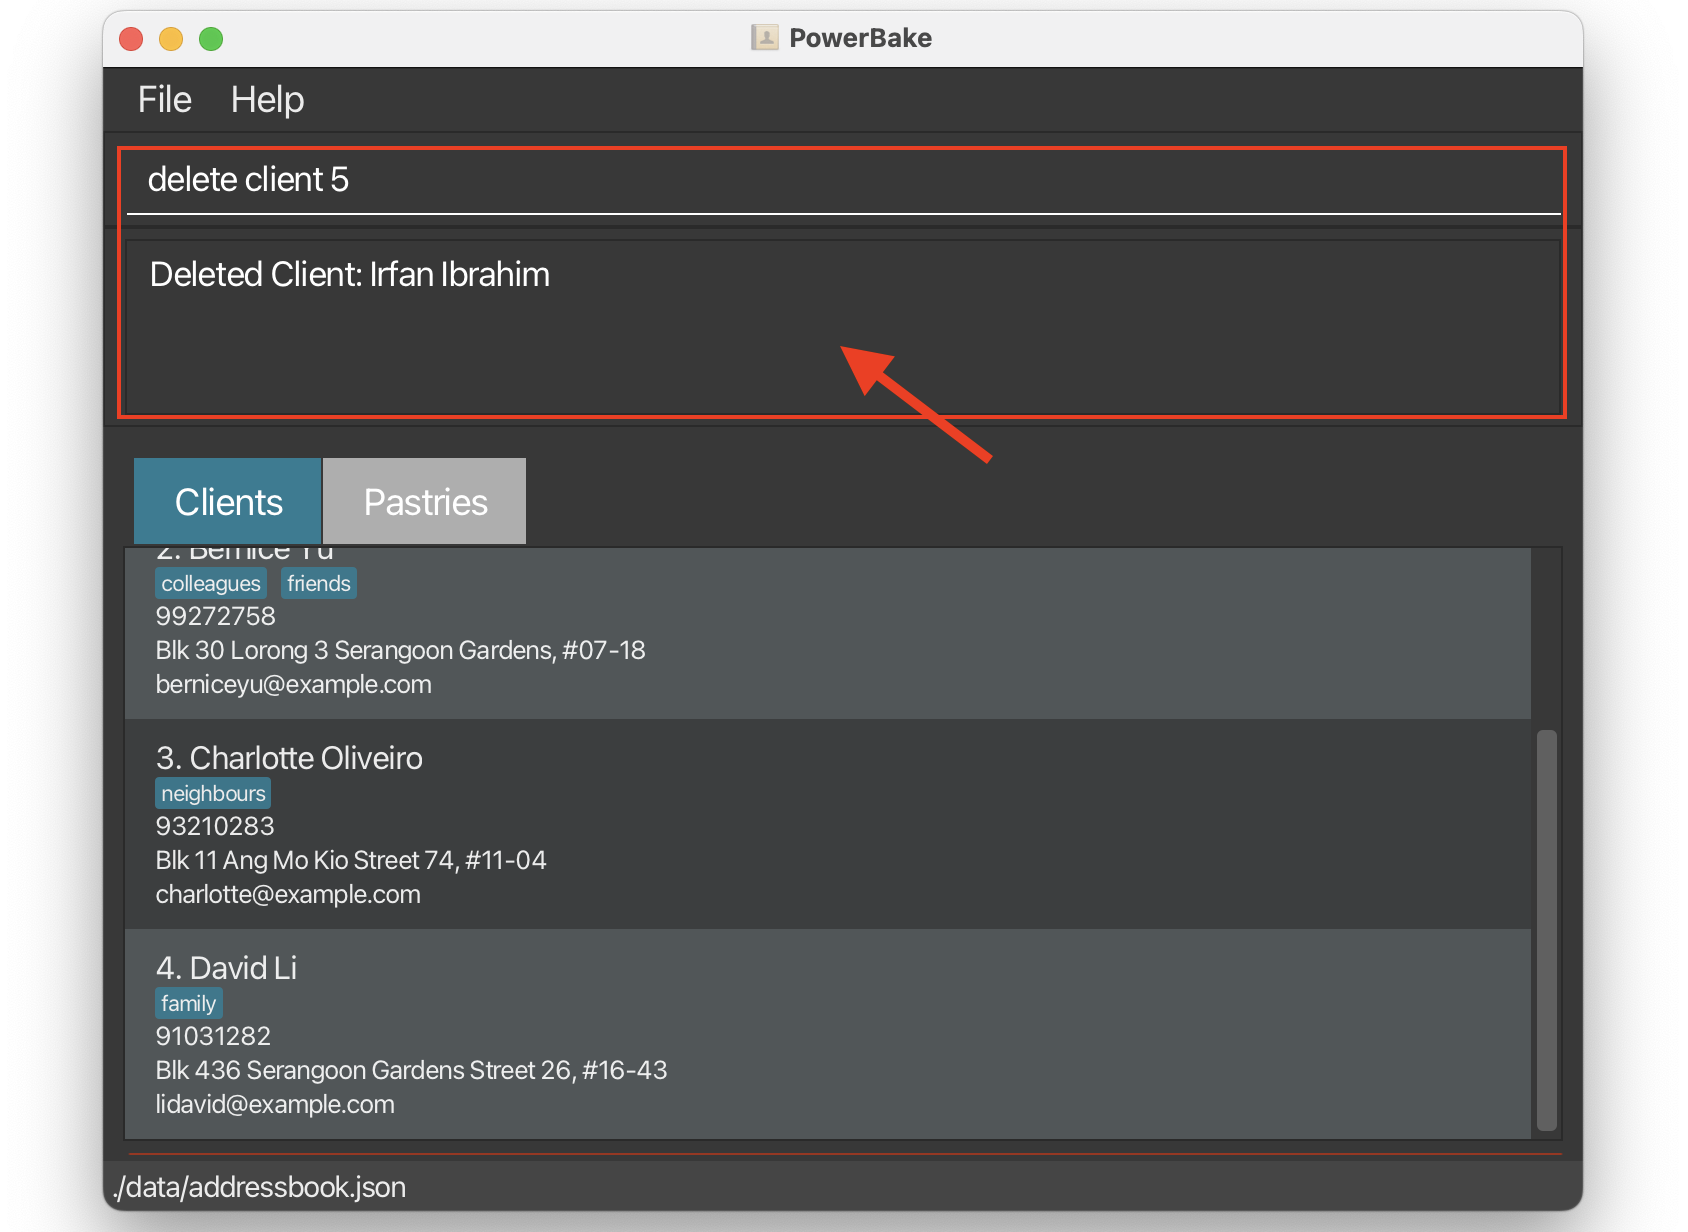 PowerBake
File Help
delete client 5
Deleted Client: Irfan Ibrahim
Clients Pastries
2. Bernice Yu
colleagues friends
99272758
Blk 30 Lorong 3 Serangoon Gardens, #07-18
berniceyu@example.com
3. Charlotte Oliveiro
neighbours
93210283
Blk 11 Ang Mo Kio Street 74, #11-04
charlotte@example.com
4. David Li
family
91031282
Blk 436 Serangoon Gardens Street 26, #16-43
lidavid@example.com
./data/addressbook.json